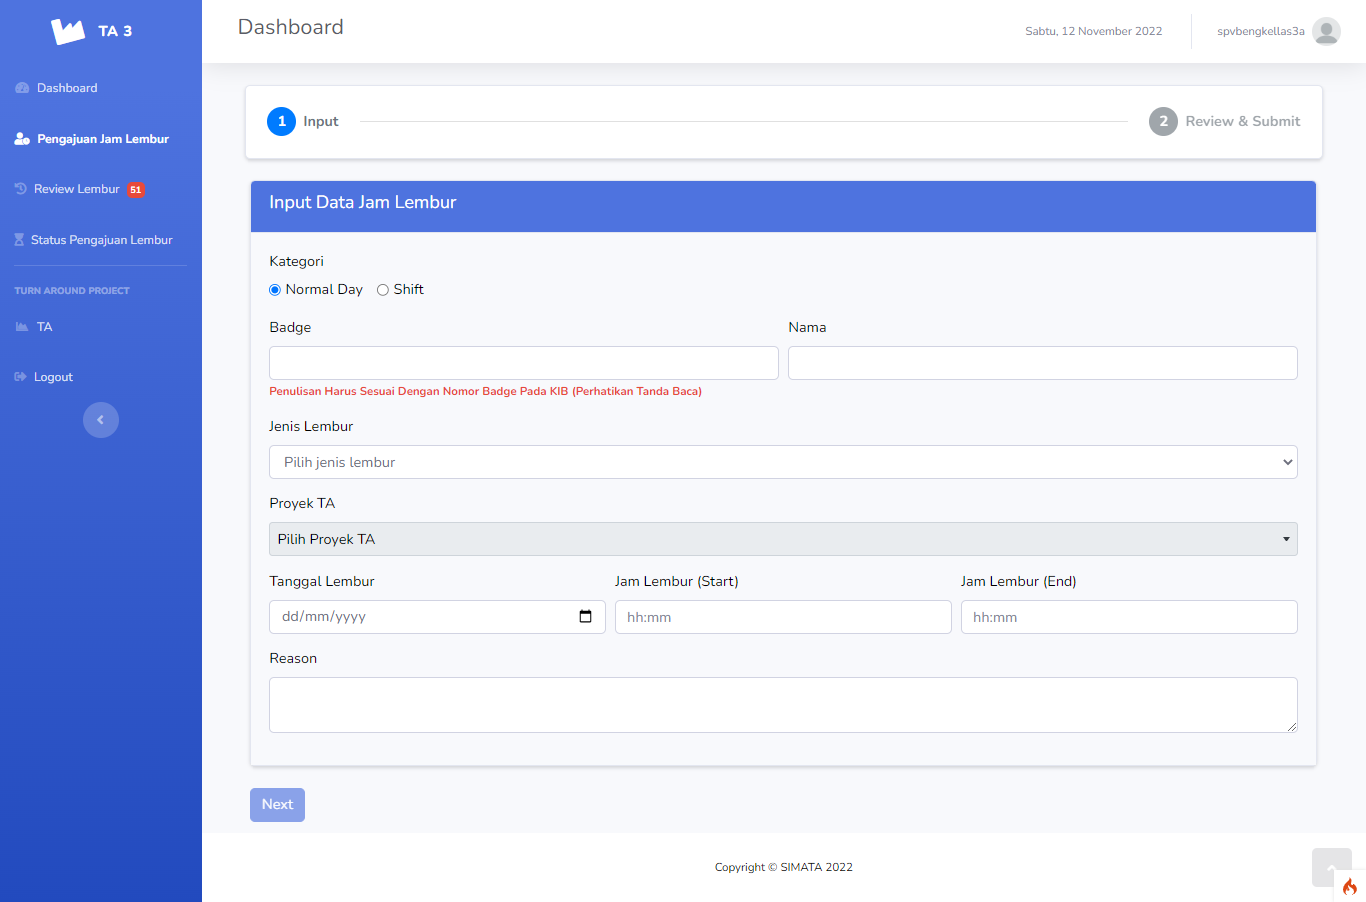 TA 3
Dashboard
Pengajuan Jam Lembur
Review Lembur 51
Status Pengajuan Lembur
TURN AROUND PROJECT
TA
Logout
Dashboard
Sabtu, 12 November 2022
spvbengkellas3a
1 Input
2 Review & Submit
Input Data Jam Lembur
Kategori
Normal Day Shift
Badge Nama
Penulisan Harus Sesuai Dengan Nomor Badge Pada KIB (Perhatikan Tanda Baca)
Jenis Lembur
Pilih jenis lembur
Proyek TA
Pilih Proyek TA
Tanggal Lembur Jam Lembur (Start) Jam Lembur (End)
dd/mm/yyyy hh:mm hh:mm
Reason
Next
Copyright © SIMATA 2022